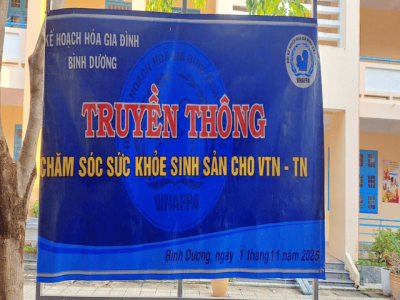 KẾ HOẠCH HÓA GIA ĐÌNH
BÌNH DƯƠNG
TRUYỀN THÔNG
CHĂM SÓC SỨC KHỎE SINH SẢN CHO VTN - TN
VINAFPA
Bình Dương, ngày 1 tháng 11 năm 2025